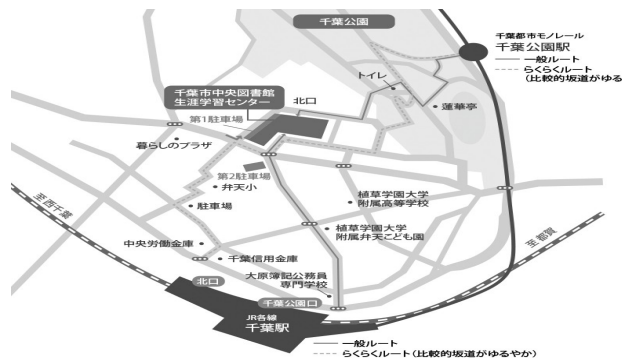 千葉公園
千葉都市モノレール
千葉公園駅
一般ルート
らくらくルート
(比較的坂道がゆる
トイレ
蓮華亭
千葉市中央図書館
生涯学習センター
北口
第1駐車場
暮らしのプラザ
第2駐車場
弁天小
駐車場
植草学園大学
附属高等学校
植草学園大学
附属弁天こども園
至西千葉
至都賀
中央労働金庫
千葉信用金庫
大原簿記公務員
専門学校
北口
千葉公園口
JR各線
千葉駅
一般ルート
らくらくルート(比較的坂道がゆるやか)